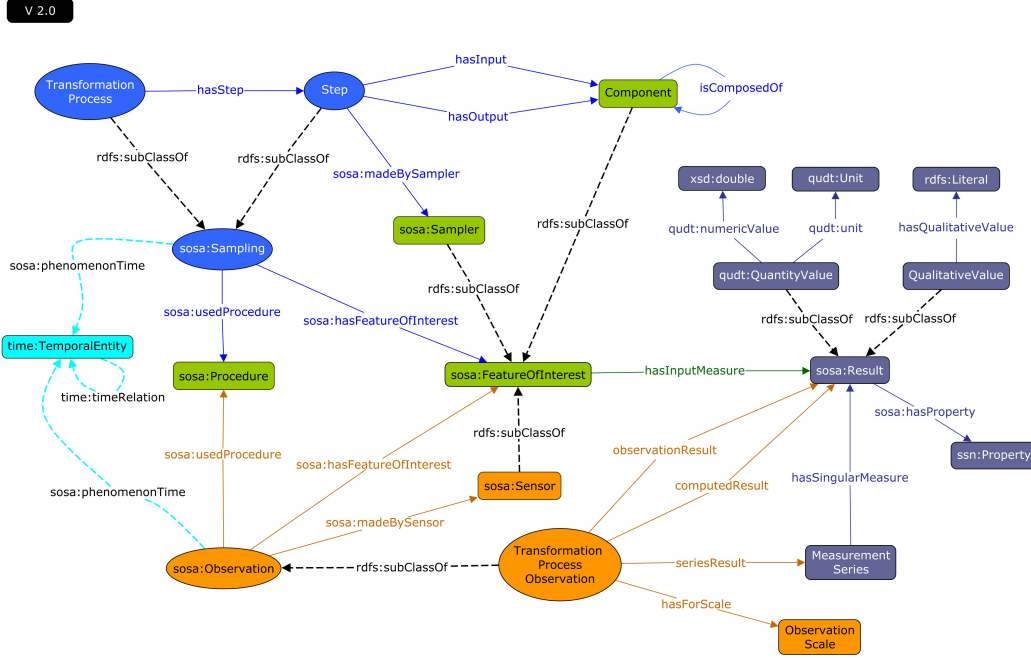 V 2.0
hasInput
Transformation
Process
hasStep
Step
Component
isComposedOf
hasOutput
rdfs:subClassOf
rdfs:subClassOf
sosa:madeBySampler
xsd:double
qudt:Unit
rdfs:Literal
sosa:Sampler
rdfs:subClassOf
qudt:numericValue
qudt:unit
hasQualitativeValue
sosa:Sampling
sosa:phenomenonTime
rdfs:subClassOf
qudt:QuantityValue
QualitativeValue
sosa:usedProcedure
sosa:hasFeatureOfInterest
rdfs:subClassOf
rdfs:subClassOf
time:TemporalEntity
sosa:Procedure
sosa:FeatureOfInterest
hasInputMeasure
sosa:Result
time:timeRelation
sosa:hasProperty
rdfs:subClassOf
sosa:usedProcedure
sosa:hasFeatureOfInterest
observationResult
ssn:Property
sosa:phenomenonTime
sosa:Sensor
computedResult
hasSingularMeasure
sosa:madeBySensor
sosa:Observation
rdfs:subClassOf
Transformation
Process
Observation
seriesResult
Measurement
Series
hasForScale
Observation
Scale